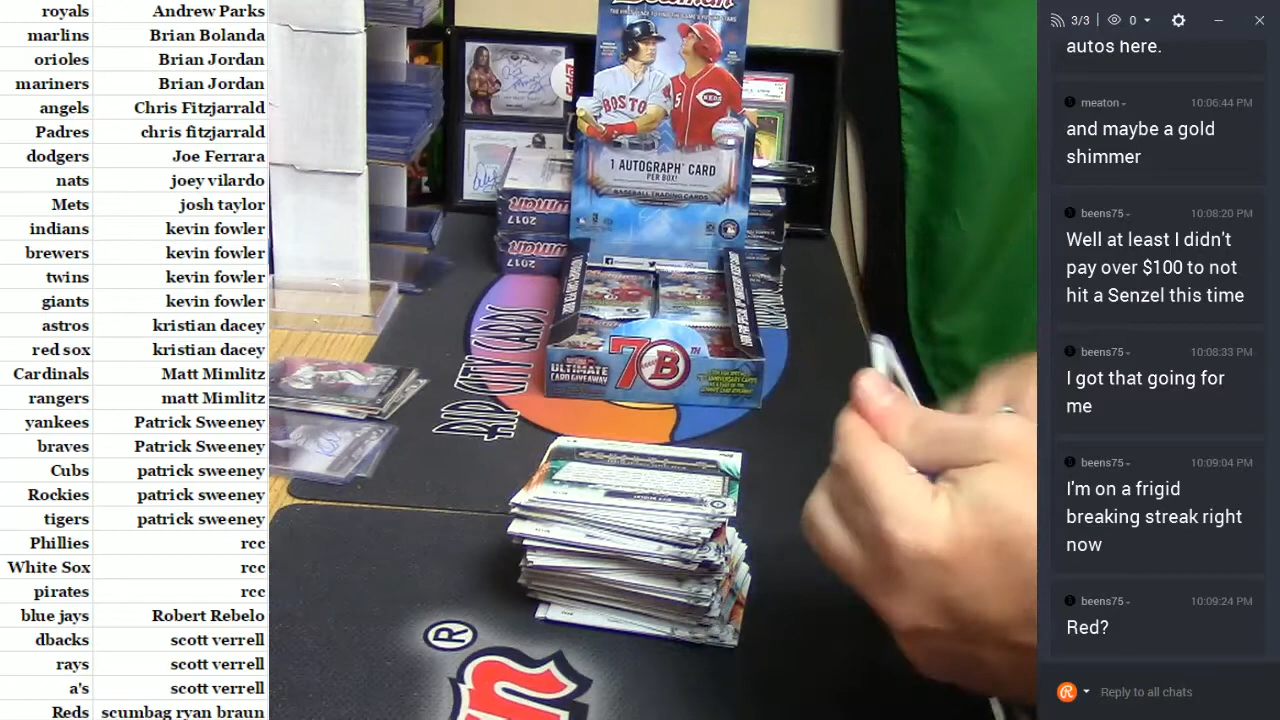 royals Andrew Parks
marlins Brian Bolanda
orioles Brian Jordan
mariners Brian Jordan
angels Chris Fitzjarrald
Padres chris fitzjarrald
dodgers Joe Ferrara
nats joey vilardo
Mets josh taylor
indians kevin fowler
brewers kevin fowler
twins kevin fowler
giants kevin fowler
astros kristian dacey
red sox kristian dacey
Cardinals Matt Mimlitz
rangers matt Mimlitz
yankees Patrick Sweeney
braves Patrick Sweeney
Cubs patrick sweeney
Rockies patrick sweeney
tigers patrick sweeney
Phillies rcc
White Sox rcc
pirates rcc
blue jays Robert Rebelo
dbacks scott verrell
rays scott verrell
a's scott verrell
Reds scumbag ryan braun
BOSTON
REDS
1 AUTOGRAPH CARD
PER BOX!
BASEBALL TRADING CARDS
2017
2017
RIP CITY CARDS
ULTIMATE
CARD GIVEAWAY
7
B
TH
®
3/3
0
autos here.
meaton 10:06:44 PM
and maybe a gold
shimmer
beens75 10:08:20 PM
Well at least I didn't
pay over $100 to not
hit a Senzel this time
beens75 10:08:33 PM
I got that going for
me
beens75 10:09:04 PM
I'm on a frigid
breaking streak right
now
beens75 10:09:24 PM
Red?
Reply to all chats